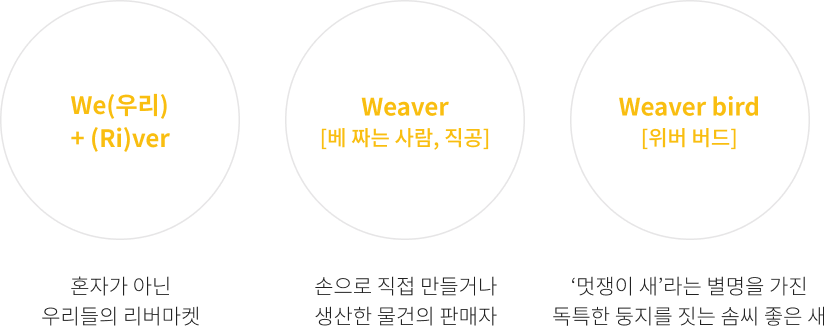 We(우리)
+ (Ri)ver
혼자가 아닌
우리들의 리버마켓
Weaver
[베 짜는 사람, 직공]
손으로 직접 만들거나
생산한 물건의 판매자
Weaver bird
[위버 버드]
‘멋쟁이 새’라는 별명을 가진
독특한 둥지를 짓는 솜씨 좋은 새